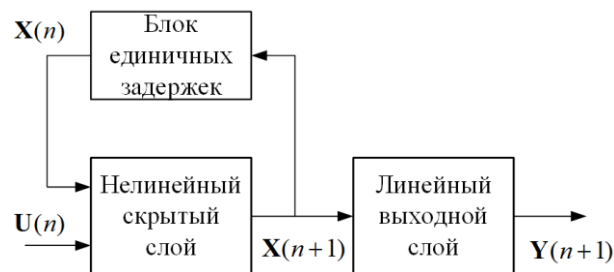 X(n)
Блок
единичных
задержек
Нелинейный
скрытый
слой
Линейный
выходной
слой
U(n)
X(n+1)
Y(n+1)